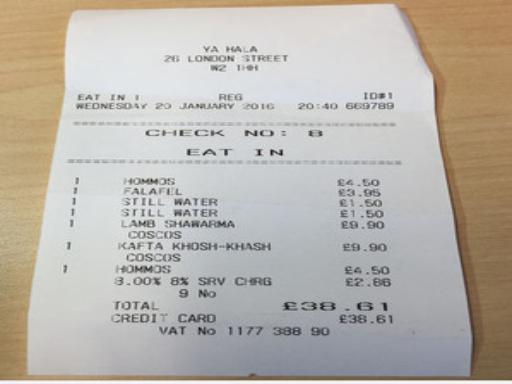 YA HALA
26 LONDON STREET
W2 1HH
EAT IN 1 REG ID#1
WEDNESDAY 20 JANUARY 2016 20:40 669789
CHECK NO: 8
EAT IN
1 HOMMOS £4.50
1 FALAFEL £3.95
1 STILL WATER £1.50
1 STILL WATER £1.50
1 LAMB SHAWARMA £9.90
COSCOS
1 KAFTA KHOSH-KHASH £9.90
COSCOS
1 HOMMOS £4.50
8.00% 8% SRV CHRG £2.86
9 No
TOTAL £38.61
CREDIT CARD £38.61
VAT No 1177 388 90